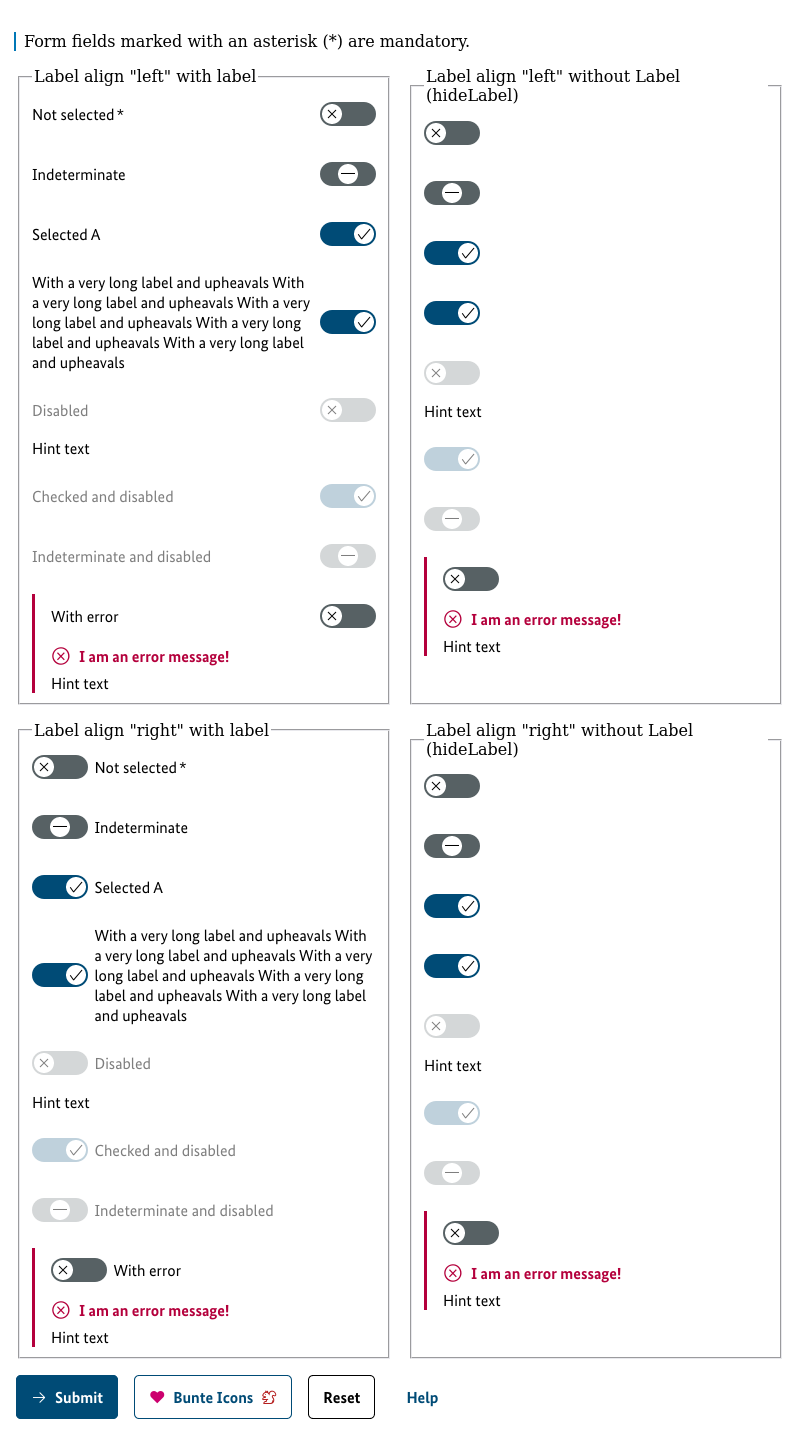 Form fields marked with an asterisk (*) are mandatory.
Label align "left" with label
Not selected *
Indeterminate
Selected A
With a very long label and upheavals With
a very long label and upheavals With a very
long label and upheavals With a very long
label and upheavals With a very long label
and upheavals
Disabled
Hint text
Checked and disabled
Indeterminate and disabled
With error
I am an error message!
Hint text
Label align "left" without Label
(hideLabel)
Hint text
I am an error message!
Hint text
Label align "right" with label
Not selected *
Indeterminate
Selected A
With a very long label and upheavals With
a very long label and upheavals With a very
long label and upheavals With a very long
label and upheavals With a very long label
and upheavals
Disabled
Hint text
Checked and disabled
Indeterminate and disabled
With error
I am an error message!
Hint text
Label align "right" without Label
(hideLabel)
Hint text
I am an error message!
Hint text
Submit
Bunte Icons
Reset
Help